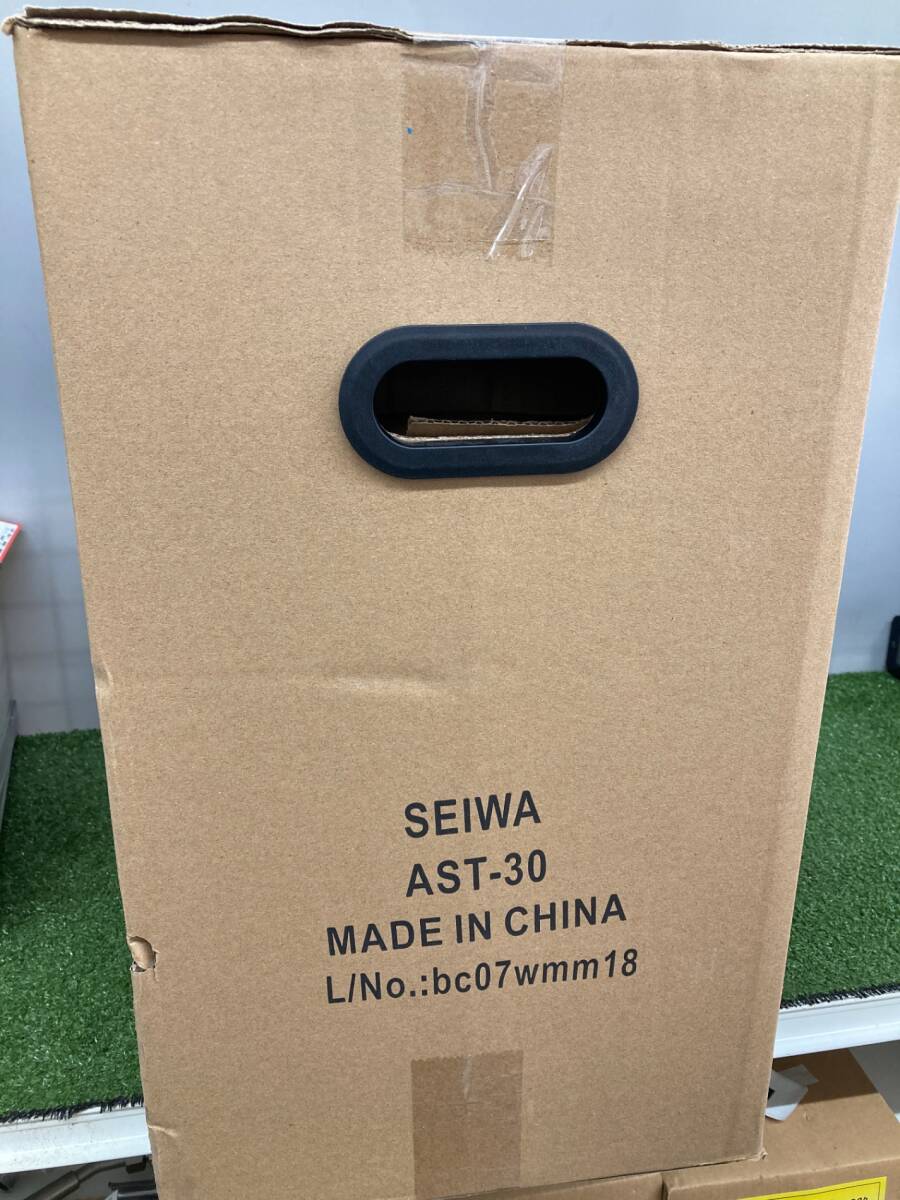 SEIWA
AST-30
MADE IN CHINA
L/No.:bc07wmm18